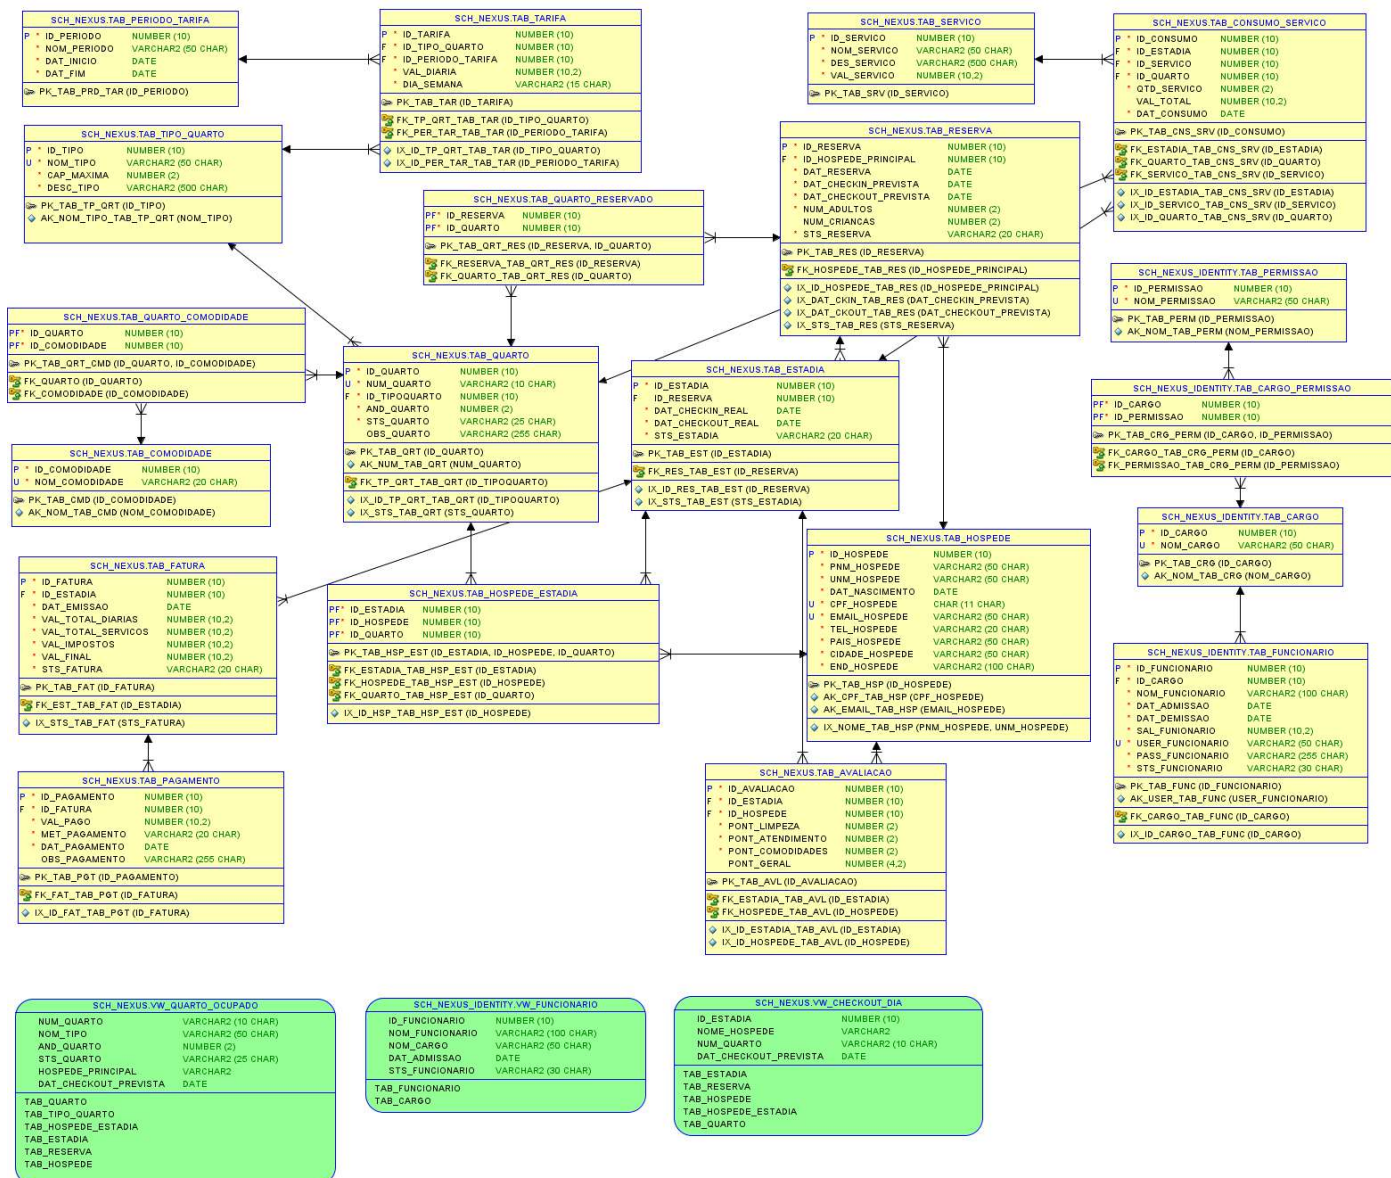 SCH_NEXUS.TAB_PERIODO_TARIFA
P * ID_PERIODO NUMBER (10)
* NOM_PERIODO VARCHAR2 (50 CHAR)
* DAT_INICIO DATE
* DAT_FIM DATE
PK_TAB_PRD_TAR (ID_PERIODO)
SCH_NEXUS.TAB_TARIFA
P * ID_TARIFA NUMBER (10)
F * ID_TIPO_QUARTO NUMBER (10)
F * ID_PERIODO_TARIFA NUMBER (10)
* VAL_DIARIA NUMBER (10,2)
* DIA_SEMANA VARCHAR2 (15 CHAR)
PK_TAB_TAR (ID_TARIFA)
FK_TP_QRT_TAB_TAR (ID_TIPO_QUARTO)
FK_PER_TAR_TAB_TAR (ID_PERIODO_TARIFA)
IX_ID_TP_QRT_TAB_TAR (ID_TIPO_QUARTO)
IX_ID_PER_TAR_TAB_TAR (ID_PERIODO_TARIFA)
SCH_NEXUS.TAB_SERVICO
P * ID_SERVICO NUMBER (10)
* NOM_SERVICO VARCHAR2 (50 CHAR)
* DES_SERVICO VARCHAR2 (500 CHAR)
* VAL_SERVICO NUMBER (10,2)
PK_TAB_SRV (ID_SERVICO)
SCH_NEXUS.TAB_CONSUMO_SERVICO
P * ID_CONSUMO NUMBER (10)
F * ID_ESTADIA NUMBER (10)
F * ID_SERVICO NUMBER (10)
F * ID_QUARTO NUMBER (10)
* QTD_SERVICO NUMBER (2)
VAL_TOTAL NUMBER (10,2)
* DAT_CONSUMO DATE
PK_TAB_CNS_SRV (ID_CONSUMO)
FK_ESTADIA_TAB_CNS_SRV (ID_ESTADIA)
FK_QUARTO_TAB_CNS_SRV (ID_QUARTO)
FK_SERVICO_TAB_CNS_SRV (ID_SERVICO)
IX_ID_ESTADIA_TAB_CNS_SRV (ID_ESTADIA)
IX_ID_SERVICO_TAB_CNS_SRV (ID_SERVICO)
IX_ID_QUARTO_TAB_CNS_SRV (ID_QUARTO)
SCH_NEXUS.TAB_TIPO_QUARTO
P * ID_TIPO NUMBER (10)
U * NOM_TIPO VARCHAR2 (50 CHAR)
* CAP_MAXIMA NUMBER (2)
* DESC_TIPO VARCHAR2 (500 CHAR)
PK_TAB_TP_QRT (ID_TIPO)
AK_NOM_TIPO_TAB_TP_QRT (NOM_TIPO)
SCH_NEXUS.TAB_RESERVA
P * ID_RESERVA NUMBER (10)
F * ID_HOSPEDE_PRINCIPAL NUMBER (10)
* DAT_RESERVA DATE
* DAT_CHECKIN_PREVISTA DATE
* DAT_CHECKOUT_PREVISTA DATE
* NUM_ADULTOS NUMBER (2)
NUM_CRIANCAS NUMBER (2)
* STS_RESERVA VARCHAR2 (20 CHAR)
PK_TAB_RES (ID_RESERVA)
FK_HOSPEDE_TAB_RES (ID_HOSPEDE_PRINCIPAL)
IX_ID_HOSPEDE_TAB_RES (ID_HOSPEDE_PRINCIPAL)
IX_DAT_CKIN_TAB_RES (DAT_CHECKIN_PREVISTA)
IX_DAT_CKOUT_TAB_RES (DAT_CHECKOUT_PREVISTA)
IX_STS_TAB_RES (STS_RESERVA)
SCH_NEXUS.TAB_QUARTO_RESERVADO
PF* ID_RESERVA NUMBER (10)
PF* ID_QUARTO NUMBER (10)
PK_TAB_QRT_RES (ID_RESERVA, ID_QUARTO)
FK_RESERVA_TAB_QRT_RES (ID_RESERVA)
FK_QUARTO_TAB_QRT_RES (ID_QUARTO)
SCH_NEXUS_IDENTITY.TAB_PERMISSAO
P * ID_PERMISSAO NUMBER (10)
U * NOM_PERMISSAO VARCHAR2 (50 CHAR)
PK_TAB_PERM (ID_PERMISSAO)
AK_NOM_TAB_PERM (NOM_PERMISSAO)
SCH_NEXUS.TAB_QUARTO_COMODIDADE
PF* ID_QUARTO NUMBER (10)
PF* ID_COMODIDADE NUMBER (10)
PK_TAB_QRT_CMD (ID_QUARTO, ID_COMODIDADE)
FK_QUARTO (ID_QUARTO)
FK_COMODIDADE (ID_COMODIDADE)
SCH_NEXUS.TAB_QUARTO
P * ID_QUARTO NUMBER (10)
U * NUM_QUARTO VARCHAR2 (10 CHAR)
F * ID_TIPOQUARTO NUMBER (10)
* AND_QUARTO NUMBER (2)
* STS_QUARTO VARCHAR2 (25 CHAR)
OBS_QUARTO VARCHAR2 (255 CHAR)
PK_TAB_QRT (ID_QUARTO)
AK_NUM_TAB_QRT (NUM_QUARTO)
FK_TP_QRT_TAB_QRT (ID_TIPOQUARTO)
IX_ID_TP_QRT_TAB_QRT (ID_TIPOQUARTO)
IX_STS_TAB_QRT (STS_QUARTO)
SCH_NEXUS.TAB_ESTADIA
P * ID_ESTADIA NUMBER (10)
F ID_RESERVA NUMBER (10)
* DAT_CHECKIN_REAL DATE
* DAT_CHECKOUT_REAL DATE
* STS_ESTADIA VARCHAR2 (20 CHAR)
PK_TAB_EST (ID_ESTADIA)
FK_RES_TAB_EST (ID_RESERVA)
IX_ID_RES_TAB_EST (ID_RESERVA)
IX_STS_TAB_EST (STS_ESTADIA)
SCH_NEXUS_IDENTITY.TAB_CARGO_PERMISSAO
PF* ID_CARGO NUMBER (10)
PF* ID_PERMISSAO NUMBER (10)
PK_TAB_CRG_PERM (ID_CARGO, ID_PERMISSAO)
FK_CARGO_TAB_CRG_PERM (ID_CARGO)
FK_PERMISSAO_TAB_CRG_PERM (ID_PERMISSAO)
SCH_NEXUS.TAB_COMODIDADE
P * ID_COMODIDADE NUMBER (10)
U * NOM_COMODIDADE VARCHAR2 (20 CHAR)
PK_TAB_CMD (ID_COMODIDADE)
AK_NOM_TAB_CMD (NOM_COMODIDADE)
SCH_NEXUS_IDENTITY.TAB_CARGO
P * ID_CARGO NUMBER (10)
U * NOM_CARGO VARCHAR2 (50 CHAR)
PK_TAB_CRG (ID_CARGO)
AK_NOM_TAB_CRG (NOM_CARGO)
SCH_NEXUS.TAB_FATURA
P * ID_FATURA NUMBER (10)
F * ID_ESTADIA NUMBER (10)
* DAT_EMISSAO DATE
* VAL_TOTAL_DIARIAS NUMBER (10,2)
* VAL_TOTAL_SERVICOS NUMBER (10,2)
* VAL_IMPOSTOS NUMBER (10,2)
* VAL_FINAL NUMBER (10,2)
* STS_FATURA VARCHAR2 (20 CHAR)
PK_TAB_FAT (ID_FATURA)
FK_EST_TAB_FAT (ID_ESTADIA)
IX_STS_TAB_FAT (STS_FATURA)
SCH_NEXUS.TAB_HOSPEDE_ESTADIA
PF* ID_ESTADIA NUMBER (10)
PF* ID_HOSPEDE NUMBER (10)
PF* ID_QUARTO NUMBER (10)
PK_TAB_HSP_EST (ID_ESTADIA, ID_HOSPEDE, ID_QUARTO)
FK_ESTADIA_TAB_HSP_EST (ID_ESTADIA)
FK_HOSPEDE_TAB_HSP_EST (ID_HOSPEDE)
FK_QUARTO_TAB_HSP_EST (ID_QUARTO)
IX_ID_HSP_TAB_HSP_EST (ID_HOSPEDE)
SCH_NEXUS.TAB_HOSPEDE
P * ID_HOSPEDE NUMBER (10)
* PNM_HOSPEDE VARCHAR2 (50 CHAR)
* UNM_HOSPEDE VARCHAR2 (50 CHAR)
* DAT_NASCIMENTO DATE
U * CPF_HOSPEDE CHAR (11 CHAR)
U * EMAIL_HOSPEDE VARCHAR2 (50 CHAR)
* TEL_HOSPEDE VARCHAR2 (20 CHAR)
* PAIS_HOSPEDE VARCHAR2 (50 CHAR)
* CIDADE_HOSPEDE VARCHAR2 (50 CHAR)
* END_HOSPEDE VARCHAR2 (100 CHAR)
PK_TAB_HSP (ID_HOSPEDE)
AK_CPF_TAB_HSP (CPF_HOSPEDE)
AK_EMAIL_TAB_HSP (EMAIL_HOSPEDE)
IX_NOME_TAB_HSP (PNM_HOSPEDE, UNM_HOSPEDE)
SCH_NEXUS_IDENTITY.TAB_FUNCIONARIO
P * ID_FUNCIONARIO NUMBER (10)
F * ID_CARGO NUMBER (10)
* NOM_FUNCIONARIO VARCHAR2 (100 CHAR)
* DAT_ADMISSAO DATE
* DAT_DEMISSAO DATE
* SAL_FUNIONARIO NUMBER (10,2)
U * USER_FUNCIONARIO VARCHAR2 (50 CHAR)
* PASS_FUNCIONARIO VARCHAR2 (255 CHAR)
* STS_FUNCIONARIO VARCHAR2 (30 CHAR)
PK_TAB_FUNC (ID_FUNCIONARIO)
AK_USER_TAB_FUNC (USER_FUNCIONARIO)
FK_CARGO_TAB_FUNC (ID_CARGO)
IX_ID_CARGO_TAB_FUNC (ID_CARGO)
SCH_NEXUS.TAB_PAGAMENTO
P * ID_PAGAMENTO NUMBER (10)
F * ID_FATURA NUMBER (10)
* VAL_PAGO NUMBER (10,2)
* MET_PAGAMENTO VARCHAR2 (20 CHAR)
* DAT_PAGAMENTO DATE
OBS_PAGAMENTO VARCHAR2 (255 CHAR)
PK_TAB_PGT (ID_PAGAMENTO)
FK_FAT_TAB_PGT (ID_FATURA)
IX_ID_FAT_TAB_PGT (ID_FATURA)
SCH_NEXUS.TAB_AVALIACAO
P * ID_AVALIACAO NUMBER (10)
F * ID_ESTADIA NUMBER (10)
F * ID_HOSPEDE NUMBER (10)
* PONT_LIMPEZA NUMBER (2)
* PONT_ATENDIMENTO NUMBER (2)
* PONT_COMODIDADES NUMBER (2)
PONT_GERAL NUMBER (4,2)
PK_TAB_AVL (ID_AVALIACAO)
FK_ESTADIA_TAB_AVL (ID_ESTADIA)
FK_HOSPEDE_TAB_AVL (ID_HOSPEDE)
IX_ID_ESTADIA_TAB_AVL (ID_ESTADIA)
IX_ID_HOSPEDE_TAB_AVL (ID_HOSPEDE)
SCH_NEXUS.VW_QUARTO_OCUPADO
NUM_QUARTO VARCHAR2 (10 CHAR)
NOM_TIPO VARCHAR2 (50 CHAR)
AND_QUARTO NUMBER (2)
STS_QUARTO VARCHAR2 (25 CHAR)
HOSPEDE_PRINCIPAL VARCHAR2
DAT_CHECKOUT_PREVISTA DATE
TAB_QUARTO
TAB_TIPO_QUARTO
TAB_HOSPEDE_ESTADIA
TAB_ESTADIA
TAB_RESERVA
TAB_HOSPEDE
SCH_NEXUS_IDENTITY.VW_FUNCIONARIO
ID_FUNCIONARIO NUMBER (10)
NOM_FUNCIONARIO VARCHAR2 (100 CHAR)
NOM_CARGO VARCHAR2 (50 CHAR)
DAT_ADMISSAO DATE
STS_FUNCIONARIO VARCHAR2 (30 CHAR)
TAB_FUNCIONARIO
TAB_CARGO
SCH_NEXUS.VW_CHECKOUT_DIA
ID_ESTADIA NUMBER (10)
NOME_HOSPEDE VARCHAR2
NUM_QUARTO VARCHAR2 (10 CHAR)
DAT_CHECKOUT_PREVISTA DATE
TAB_ESTADIA
TAB_RESERVA
TAB_HOSPEDE
TAB_HOSPEDE_ESTADIA
TAB_QUARTO